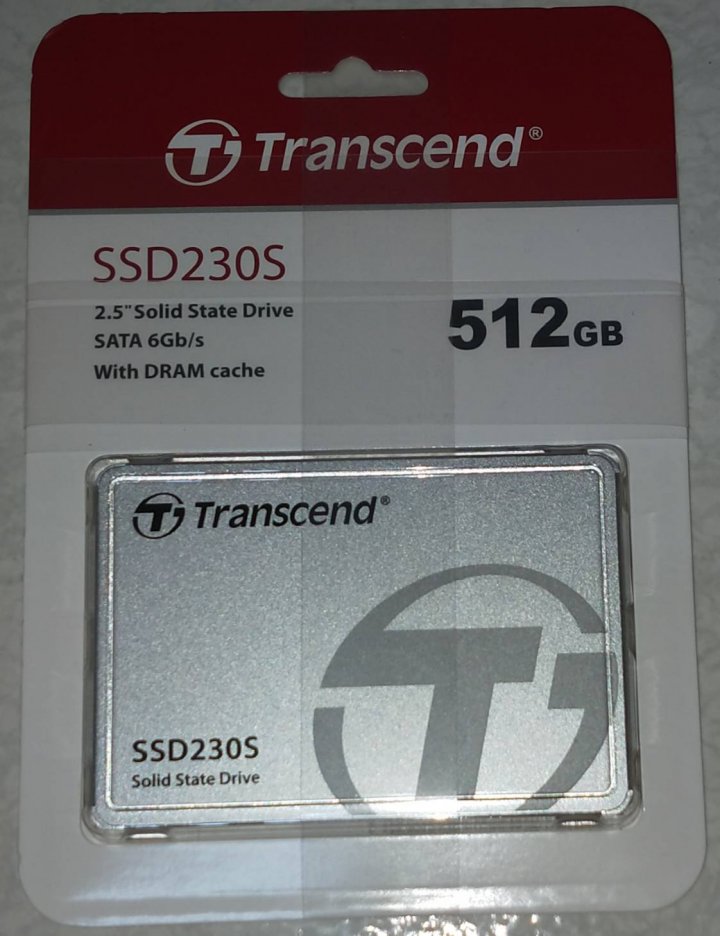 Transcend®
SSD230S
2.5" Solid State Drive
SATA 6Gb/s
With DRAM cache
512GB
Transcend®
SSD230S
Solid State Drive